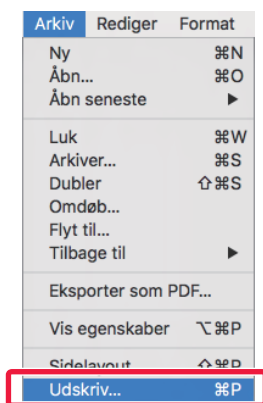 Arkiv Rediger Format
Ny ⌘N
Åbn... ⌘O
Åbn seneste ▶
Luk ⌘W
Arkiver... ⌘S
Dubler ⇧⌘S
Omdøb...
Flyt til...
Tilbage til ▶
Eksporter som PDF...
Vis egenskaber ⌥⌘P
Sidelayout ⇧⌘P
Udskriv... ⌘P